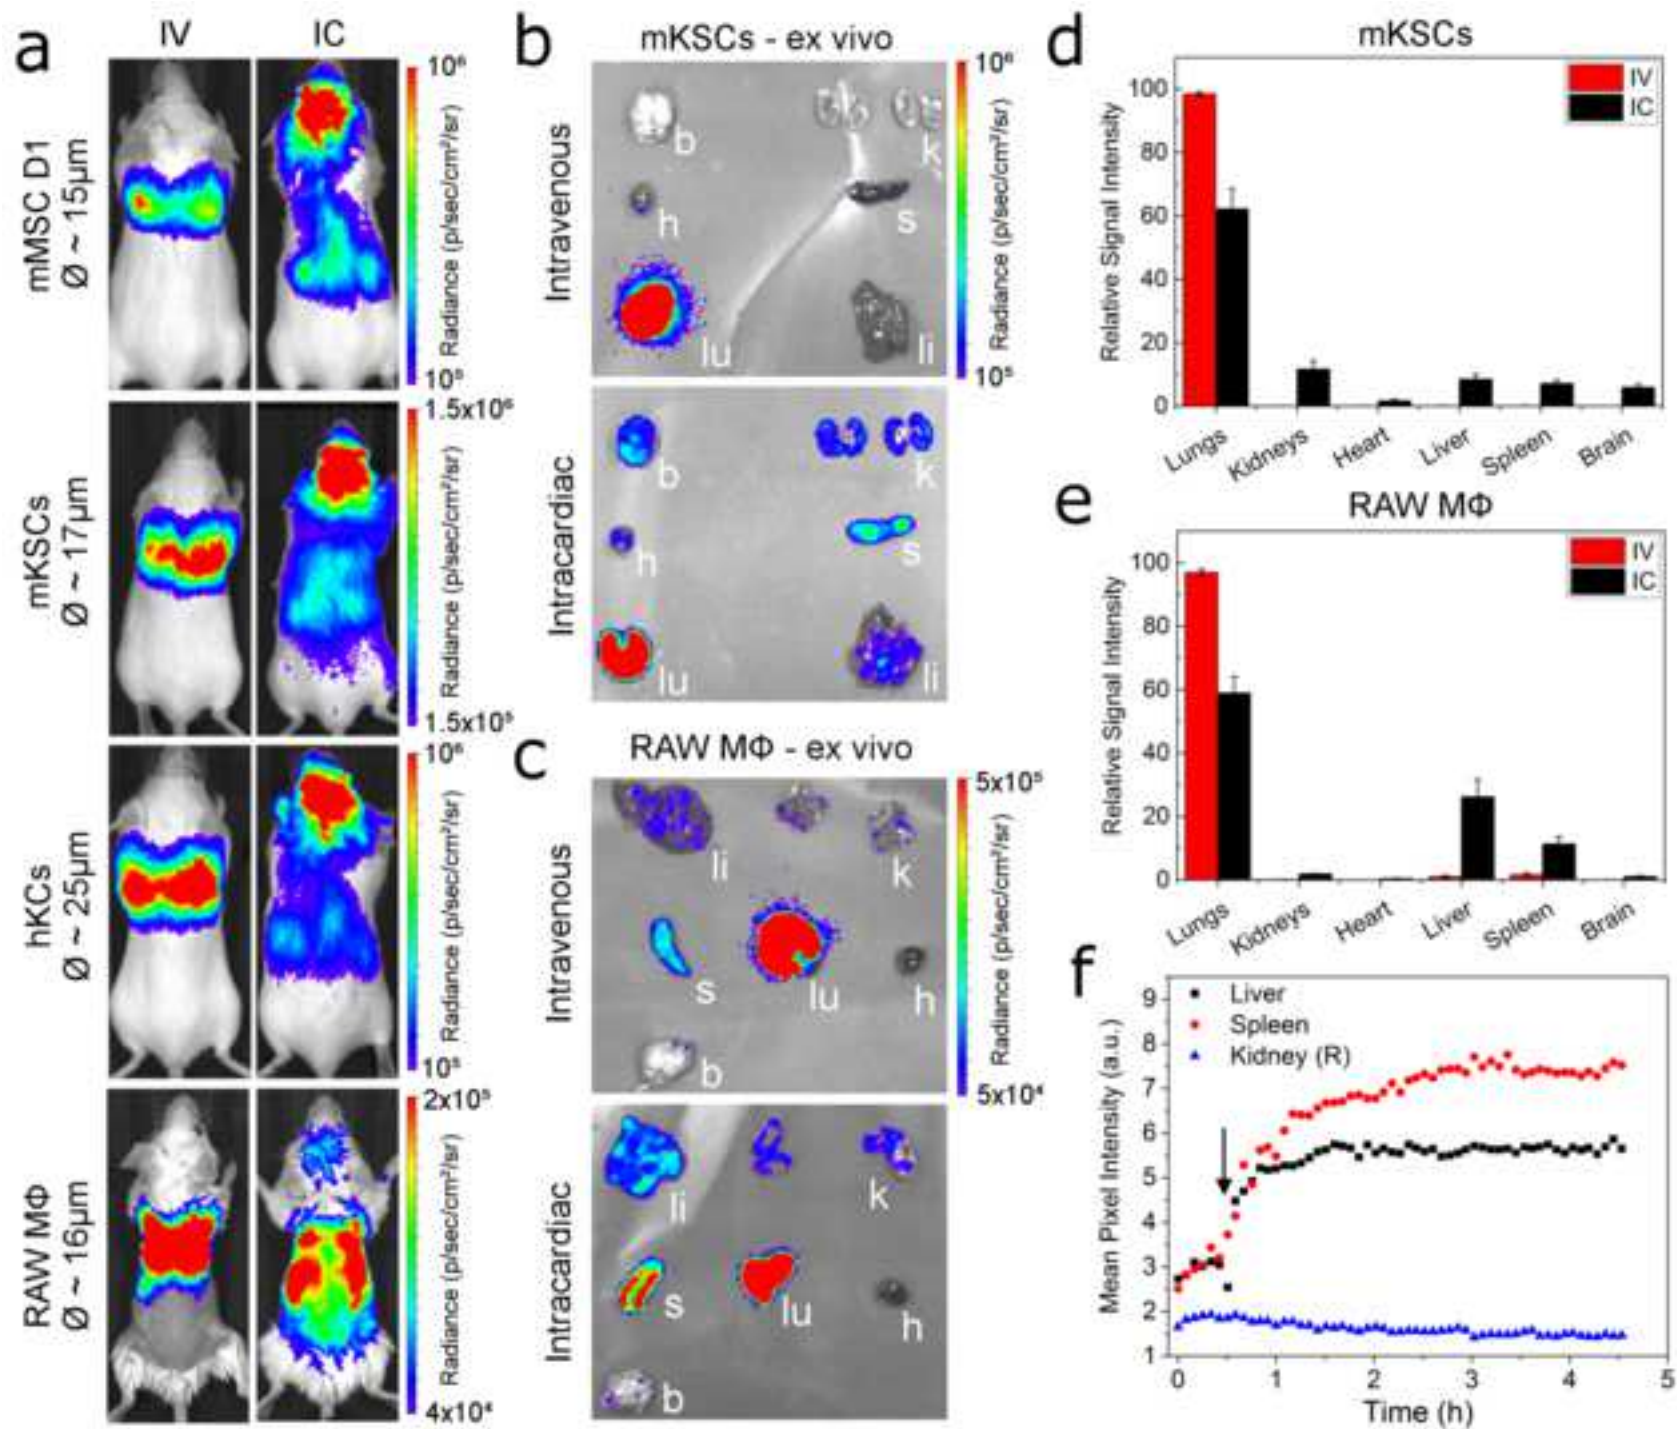 a
IV
IC
mMSC D1
Ø ~ 15µm
10⁶
Radiance (p/sec/cm²/sr)
10⁵
mKSCs
Ø ~ 17µm
1.5x10⁶
Radiance (p/sec/cm²/sr)
1.5x10⁵
hKCs
Ø ~ 25µm
10⁶
Radiance (p/sec/cm²/sr)
10⁵
RAW MΦ
Ø ~ 16µm
2x10⁵
Radiance (p/sec/cm²/sr)
4x10⁴
b
mKSCs - ex vivo
Intravenous
b
k
h
s
lu
li
10⁶
Radiance (p/sec/cm²/sr)
10⁵
Intracardiac
b
k
h
s
lu
li
c
RAW MΦ - ex vivo
Intravenous
li
k
s
lu
h
b
5x10⁵
Radiance (p/sec/cm²/sr)
5x10⁴
Intracardiac
li
k
s
lu
h
b
d
mKSCs
IV
IC
Relative Signal Intensity
100
80
60
40
20
0
Lungs
Kidneys
Heart
Liver
Spleen
Brain
e
RAW MΦ
IV
IC
Relative Signal Intensity
100
80
60
40
20
0
Lungs
Kidneys
Heart
Liver
Spleen
Brain
f
Liver
Spleen
Kidney (R)
Mean Pixel Intensity (a.u.)
9
8
7
6
5
4
3
2
1
0 1 2 3 4 5
Time (h)